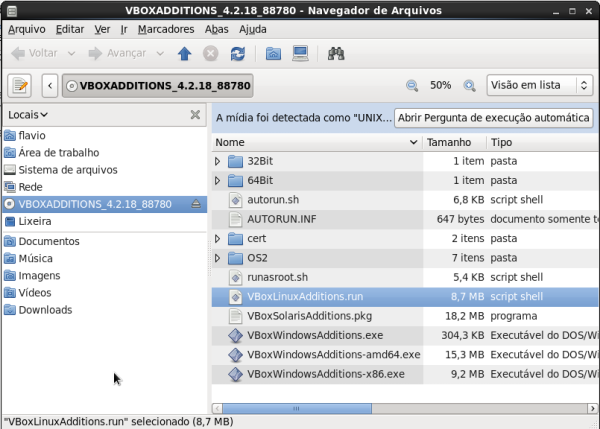 VBOXADDITIONS_4.2.18_88780 - Navegador de Arquivos
Arquivo Editar Ver Ir Marcadores Abas Ajuda
Voltar Avançar
VBOXADDITIONS_4.2.18_88780 50% Visão em lista
Locais
flavio
Área de trabalho
Sistema de arquivos
Rede
VBOXADDITIONS_4.2.18_88780
Lixeira
Documentos
Música
Imagens
Vídeos
Downloads
A mídia foi detectada como "UNIX... Abrir Pergunta de execução automática
Nome Tamanho Tipo
32Bit 1 item pasta
64Bit 1 item pasta
autorun.sh 6,8 KB script shell
AUTORUN.INF 647 bytes documento somente te
cert 2 itens pasta
OS2 7 itens pasta
runasroot.sh 5,4 KB script shell
VBoxLinuxAdditions.run 8,7 MB script shell
VBoxSolarisAdditions.pkg 18,2 MB programa
VBoxWindowsAdditions.exe 304,3 KB Executável do DOS/Wi
VBoxWindowsAdditions-amd64.exe 15,3 MB Executável do DOS/Wi
VBoxWindowsAdditions-x86.exe 9,2 MB Executável do DOS/Wi
"VBoxLinuxAdditions.run" selecionado (8,7 MB)